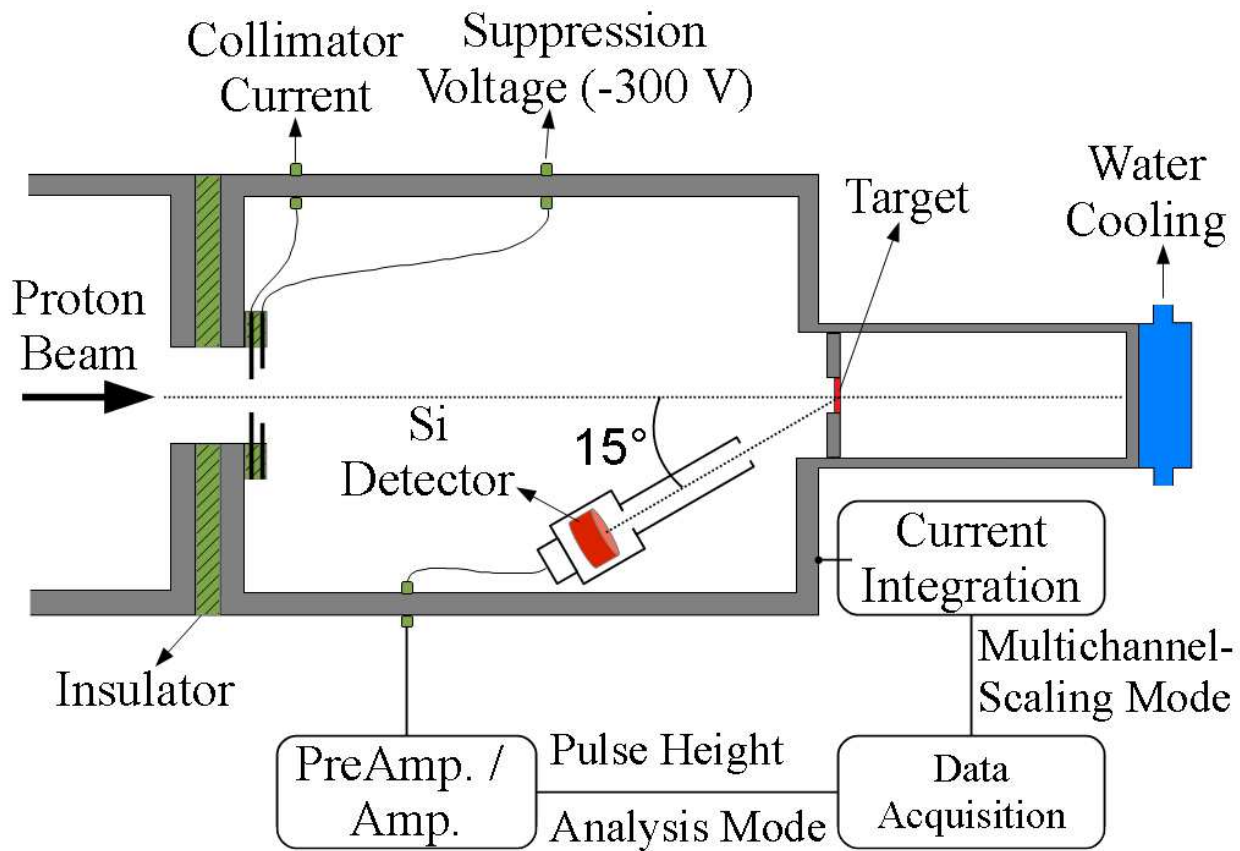 Collimator
Current
Suppression
Voltage (-300 V)
Target
Water
Cooling
Proton
Beam
Si
Detector
15°
Current
Integration
Insulator
Multichannel-
Scaling Mode
PreAmp. /
Amp.
Pulse Height
Analysis Mode
Data
Acquisition